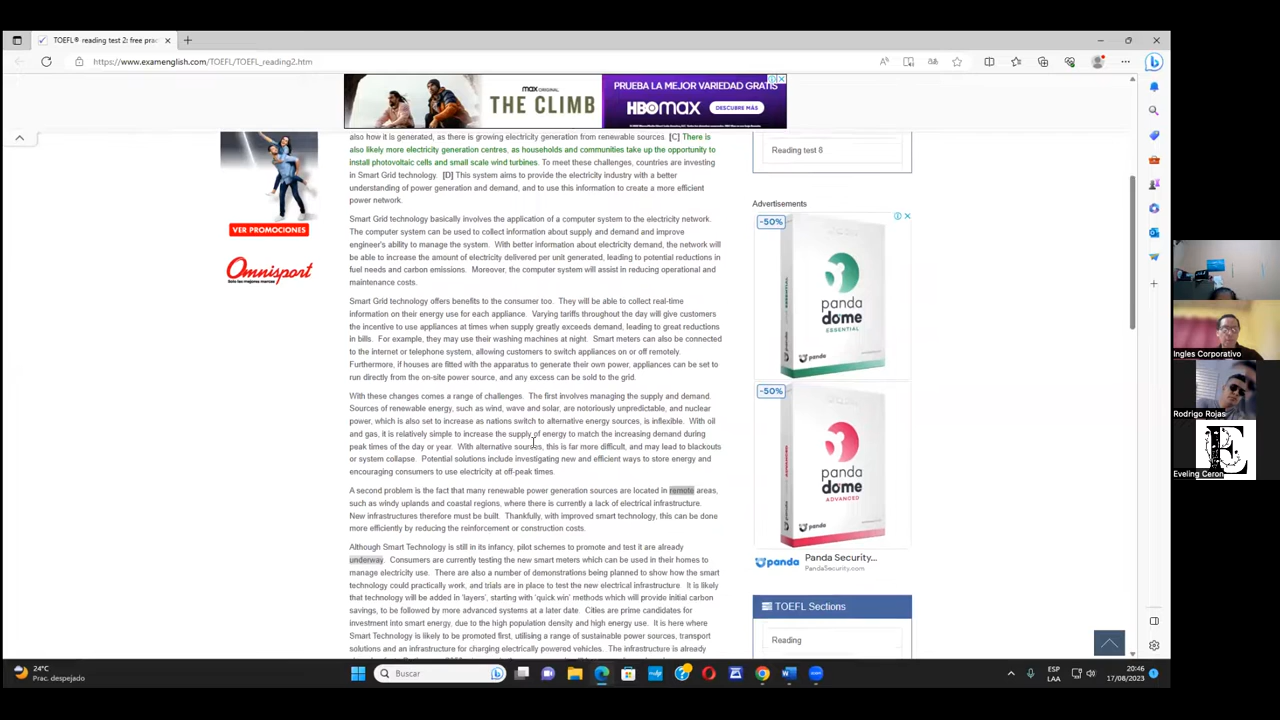 TOEFL® reading test 2: free prac
https://www.examenglish.com/TOEFL/TOEFL_reading2.htm
max ORIGINAL
THE CLIMB
PRUEBA LA MEJOR VARIEDAD GRATIS
HBOMAX
DESCUBRE MÁS
also how it is generated, as there is growing electricity generation from renewable sources. [C] There is
also likely more electricity generation centres, as households and communities take up the opportunity to
install photovoltaic cells and small scale wind turbines. To meet these challenges, countries are investing
in Smart Grid technology. [D] This system aims to provide the electricity industry with a better
understanding of power generation and demand, and to use this information to create a more efficient
power network.
Smart Grid technology basically involves the application of a computer system to the electricity network.
The computer system can be used to collect information about supply and demand and improve
engineer's ability to manage the system. With better information about electricity demand, the network will
be able to increase the amount of electricity delivered per unit generated, leading to potential reductions in
fuel needs and carbon emissions. Moreover, the computer system will assist in reducing operational and
maintenance costs.
Smart Grid technology offers benefits to the consumer too. They will be able to collect real-time
information on their energy use for each appliance. Varying tariffs throughout the day will give customers
the incentive to use appliances at times when supply greatly exceeds demand, leading to great reductions
in bills. For example, they may use their washing machines at night. Smart meters can also be connected
to the internet or telephone system, allowing customers to switch appliances on or off remotely.
Furthermore, if houses are fitted with the apparatus to generate their own power, appliances can be set to
run directly from the on-site power source, and any excess can be sold to the grid.
With these changes comes a range of challenges. The first involves managing the supply and demand.
Sources of renewable energy, such as wind, wave and solar, are notoriously unpredictable, and nuclear
power, which is also set to increase as nations switch to alternative energy sources, is inflexible. With oil
and gas, it is relatively simple to increase the supply of energy to match the increasing demand during
peak times of the day or year. With alternative sources, this is far more difficult, and may lead to blackouts
or system collapse. Potential solutions include investigating new and efficient ways to store energy and
encouraging consumers to use electricity at off-peak times.
A second problem is the fact that many renewable power generation sources are located in remote areas,
such as windy uplands and coastal regions, where there is currently a lack of electrical infrastructure.
New infrastructures therefore must be built. Thankfully, with improved smart technology, this can be done
more efficiently by reducing the reinforcement or construction costs.
Although Smart Technology is still in its infancy, pilot schemes to promote and test it are already
underway. Consumers are currently testing the new smart meters which can be used in their homes to
manage electricity use. There are also a number of demonstrations being planned to show how the smart
technology could practically work, and trials are in place to test the new electrical infrastructure. It is likely
that technology will be added in 'layers', starting with 'quick win' methods which will provide initial carbon
savings, to be followed by more advanced systems at a later date. Cities are prime candidates for
investment into smart energy, due to the high population density and high energy use. It is here where
Smart Technology is likely to be promoted first, utilising a range of sustainable power sources, transport
solutions and an infrastructure for charging electrically powered vehicles. The infrastructure is already
VER PROMOCIONES
Omnisport
Reading test 8
Advertisements
-50%
panda
dome
ESSENTIAL
panda
-50%
panda
dome
ADVANCED
panda
panda
Panda Security...
PandaSecurity.com
TOEFL Sections
Reading
Ingles Corporativo
Rodrigo Rojas
E
Eveling Ceron
24°C
Prac. despejado
Buscar
ESP
LAA
20:46
17/08/2023